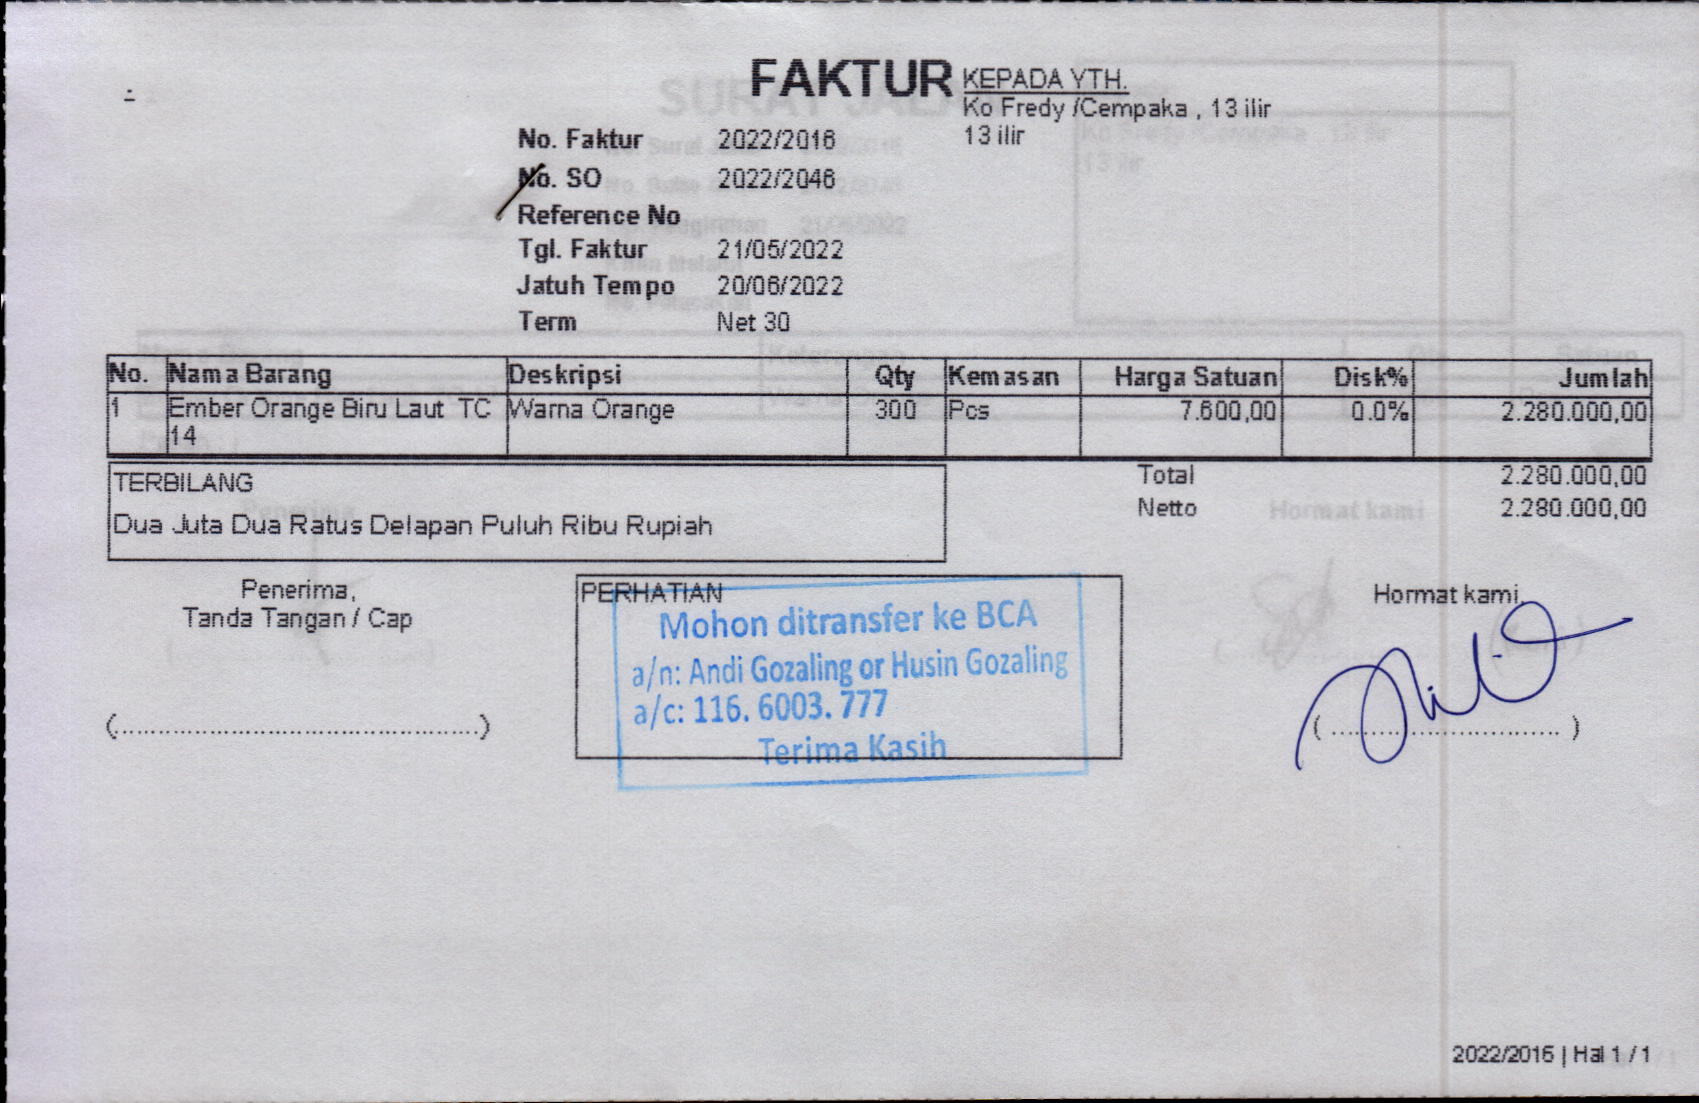 FAKTUR
KEPADA YTH.
Ko Fredy /Cempaka , 13 ilir
13 ilir
No. Faktur 2022/2016
No. SO 2022/2046
Reference No
Tgl. Faktur 21/05/2022
Jatuh Tempo 20/06/2022
Term Net 30
No. Nama Barang Deskripsi Qty Kemasan Harga Satuan Disk% Jumlah
1 Ember Orange Biru Laut TC Warna Orange 300 Pcs 7.600,00 0.0% 2.280.000,00
14
Total 2.280.000,00
TERBILANG
Netto 2.280.000,00
Dua Juta Dua Ratus Delapan Puluh Ribu Rupiah
Penerima,
Tanda Tangan / Cap
PERHATIAN
Mohon ditransfer ke BCA
a/n: Andi Gozaling or Husin Gozaling
a/c: 116. 6003. 777
Terima Kasih
Hormat kami,
2022/2016 | Hal 1 / 1